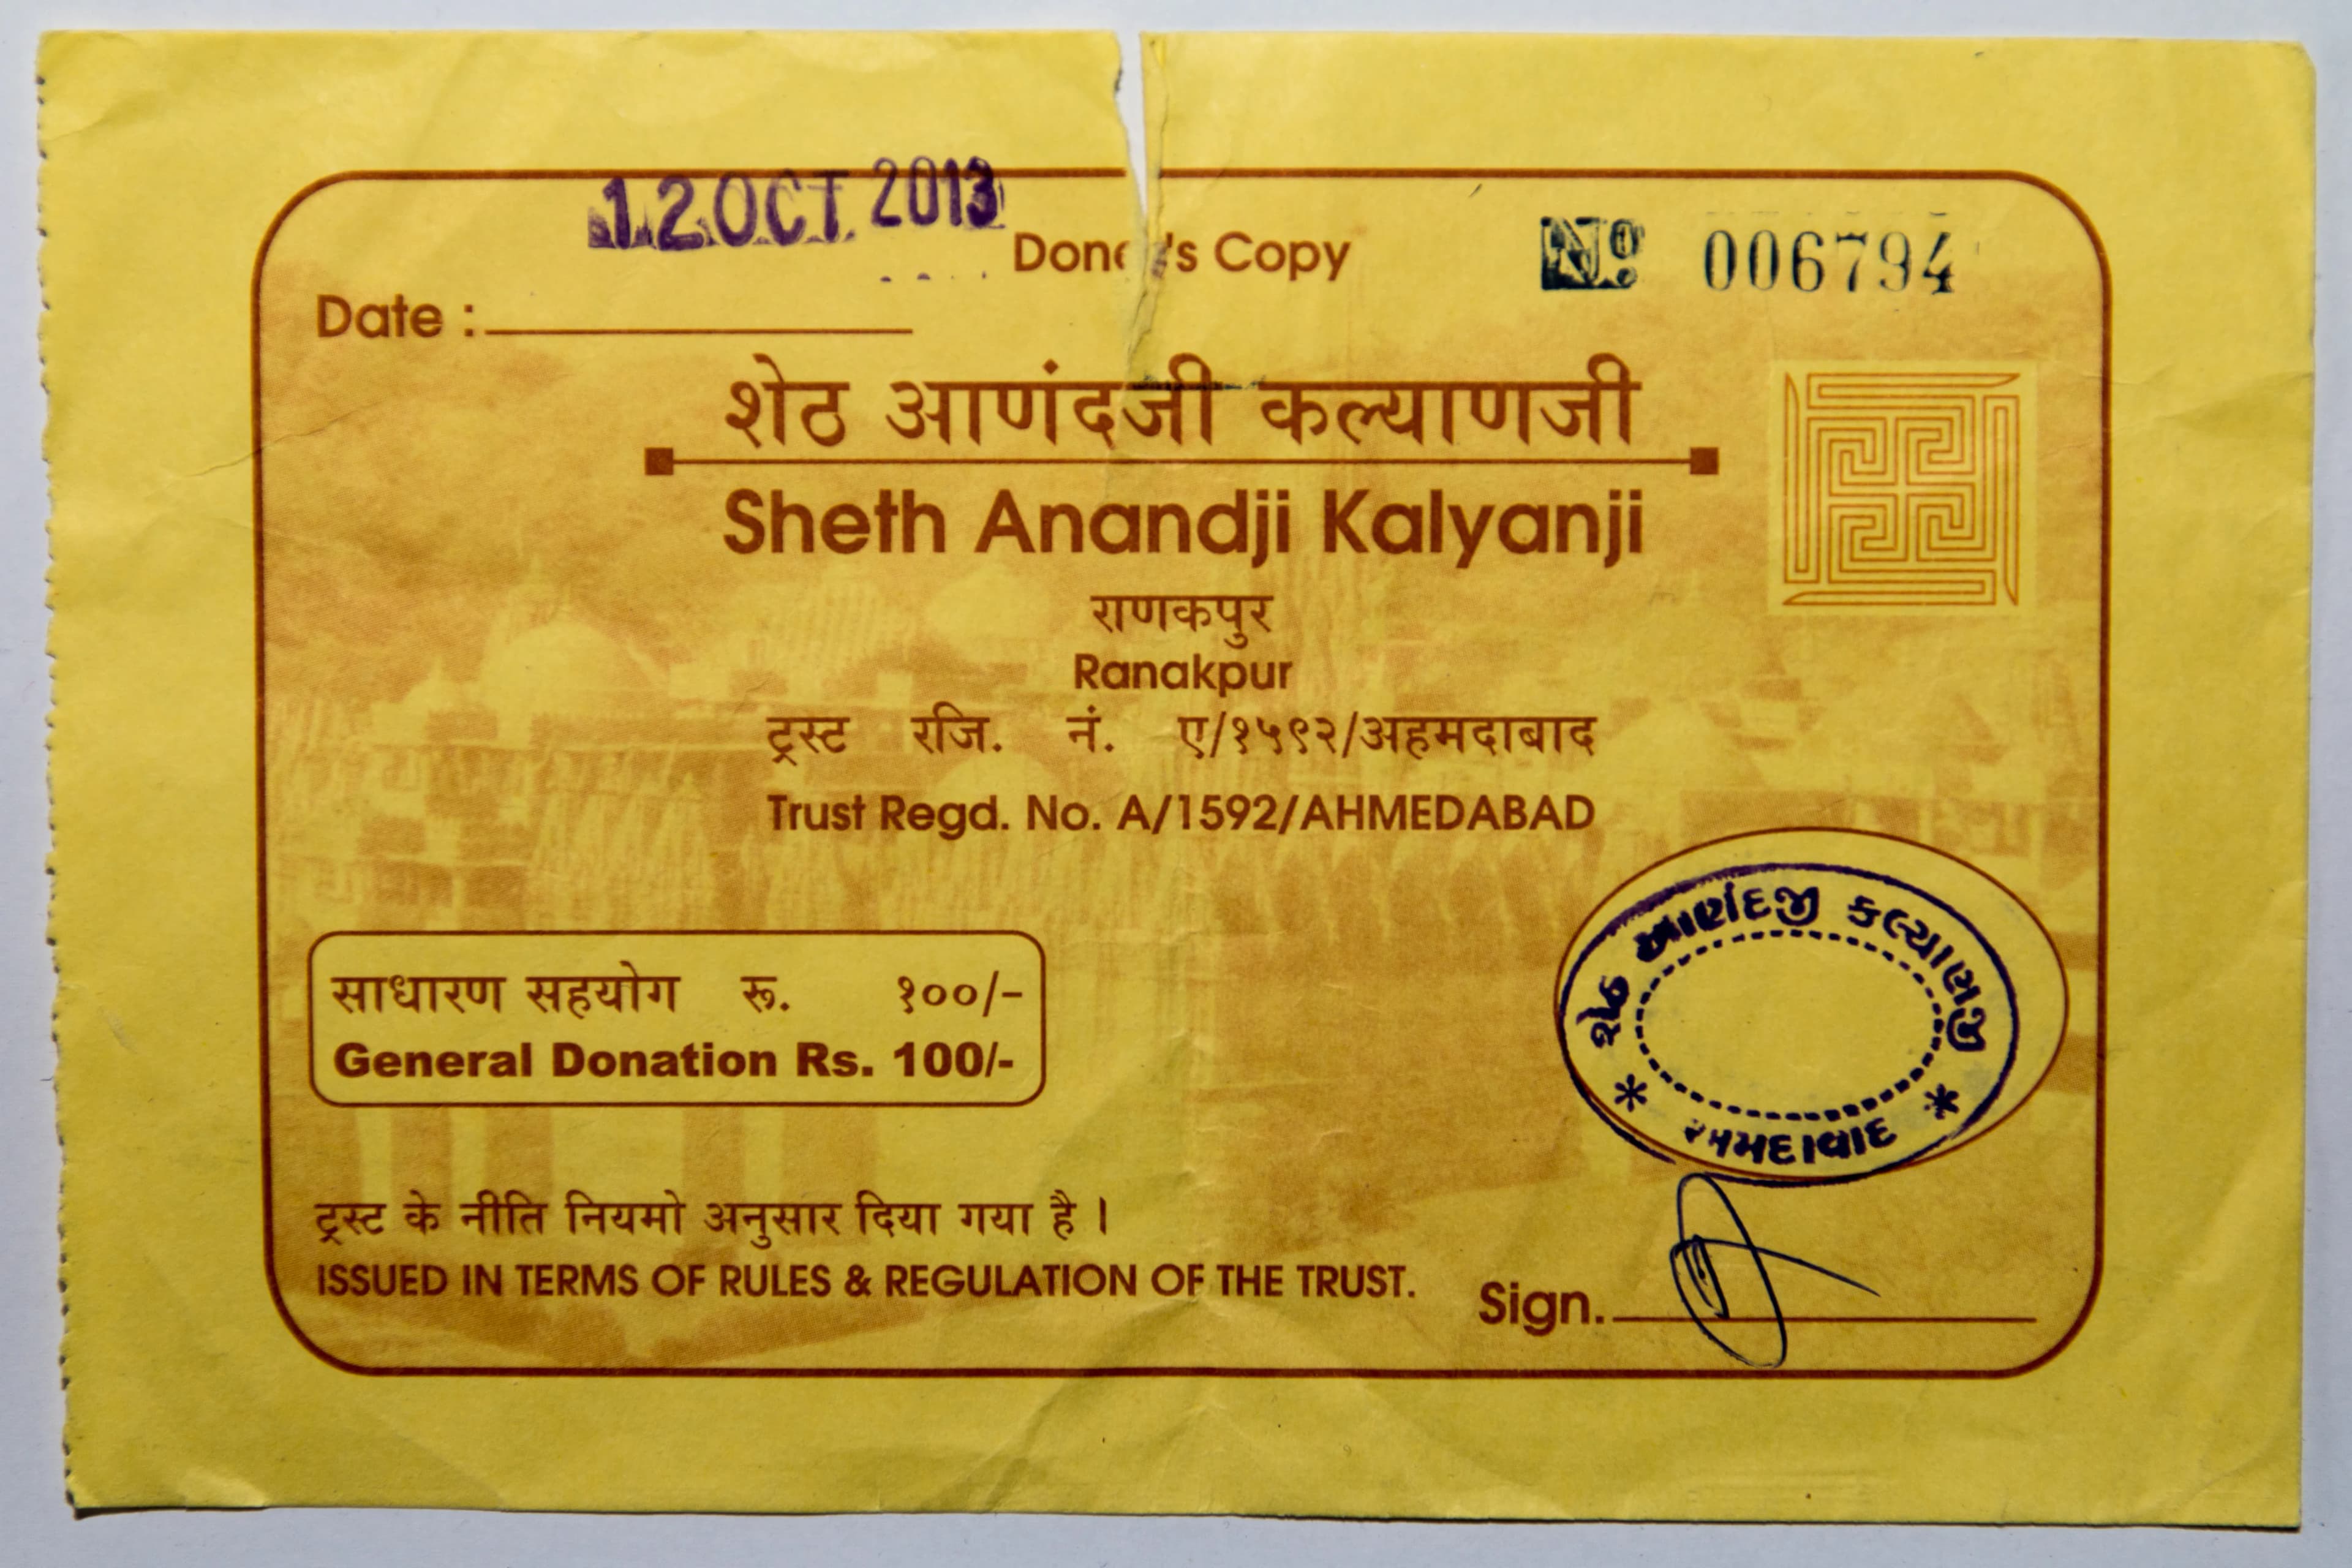 12 OCT 2013
Donor's Copy
Nº 006794
Date :
शेठ आणंदजी कल्याणजी
Sheth Anandji Kalyanji
राणकपुर
Ranakpur
ट्रस्ट रजि. नं. ए/१५९२/अहमदाबाद
Trust Regd. No. A/1592/AHMEDABAD
શેઠ આણંદજી કલ્યાણજી
* અમદાવાદ *
साधारण सहयोग रू. १००/-
General Donation Rs. 100/-
ट्रस्ट के नीति नियमो अनुसार दिया गया है ।
ISSUED IN TERMS OF RULES & REGULATION OF THE TRUST.
Sign.